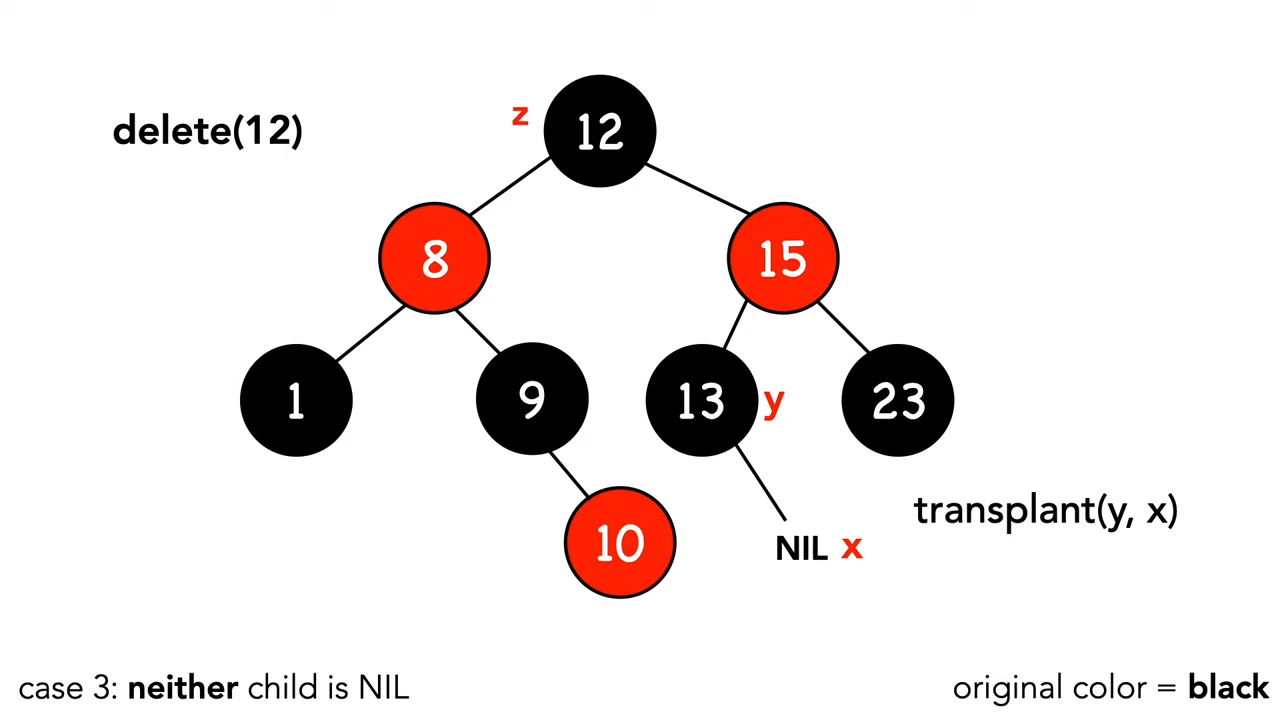 delete(12)
z
12
8
15
1
9
13
y
23
10
NIL x
transplant(y, x)
case 3: neither child is NIL
original color = black